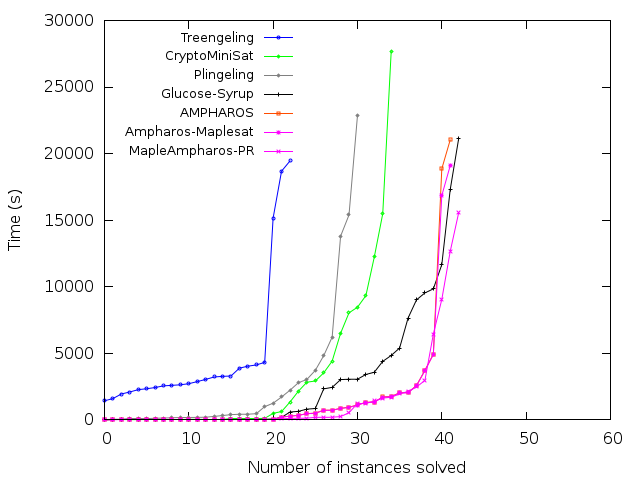 30000
25000
20000
15000
10000
5000
0
0 10 20 30 40 50 60
Time (s)
Number of instances solved
Treengeling
CryptoMiniSat
Plingeling
Glucose-Syrup
AMPHAROS
Ampharos-Maplesat
MapleAmpharos-PR